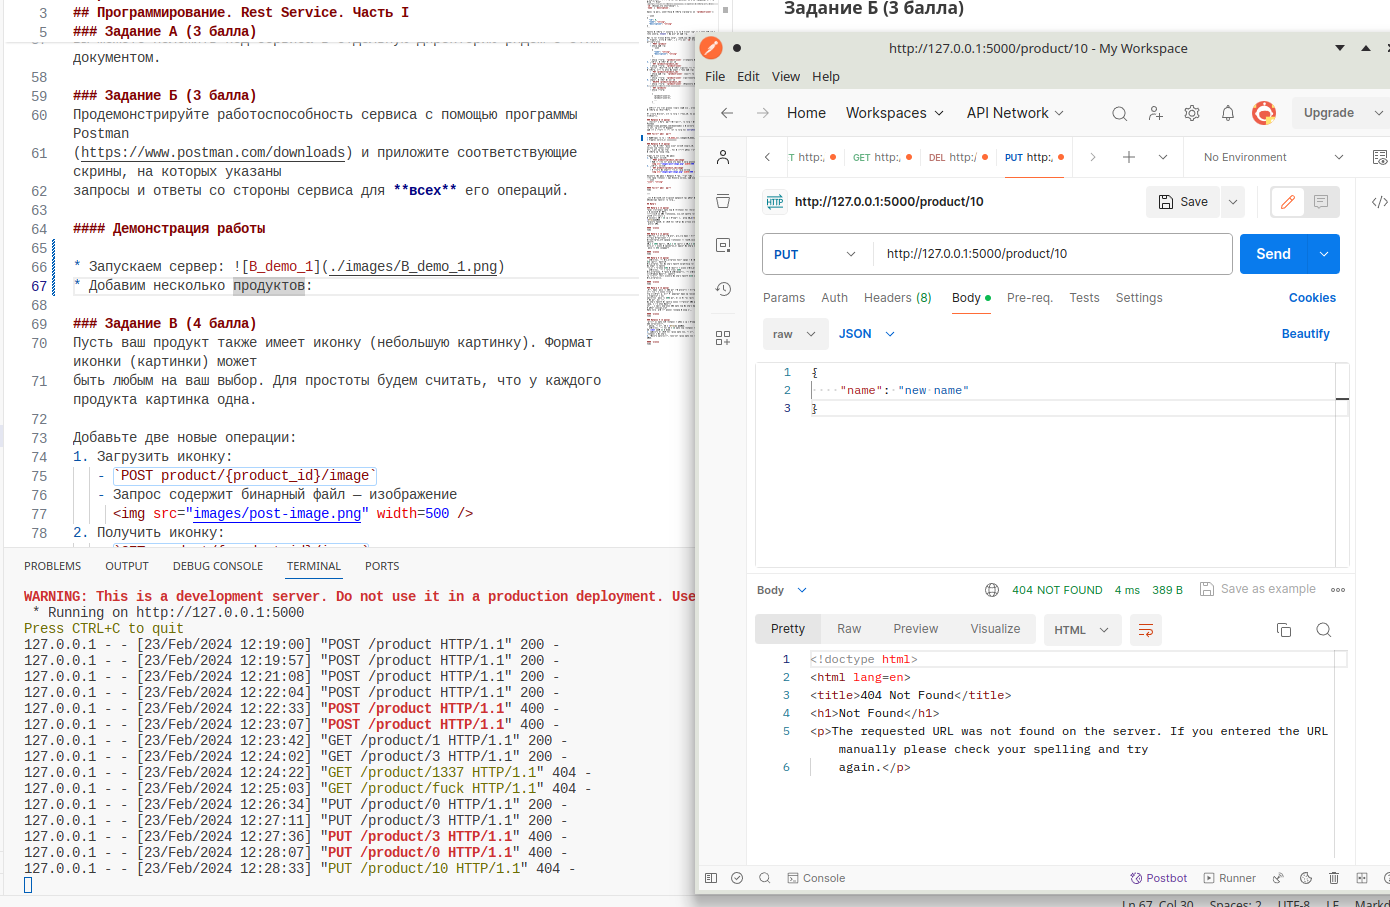 3 ## Программирование. Rest Service. Часть I
5 ### Задание А (3 балла)
документом.
58
59 ### Задание Б (3 балла)
60 Продемонстрируйте работоспособность сервиса с помощью программы
Postman
61 (https://www.postman.com/downloads) и приложите соответствующие
скрины, на которых указаны
62 запросы и ответы со стороны сервиса для **всех** его операций.
63
64 #### Демонстрация работы
65
66 * Запускаем сервер: ![B_demo_1](./images/B_demo_1.png)
67 * Добавим несколько продуктов:
68
69 ### Задание В (4 балла)
70 Пусть ваш продукт также имеет иконку (небольшую картинку). Формат
иконки (картинки) может
71 быть любым на ваш выбор. Для простоты будем считать, что у каждого
продукта картинка одна.
72
73 Добавьте две новые операции:
74 1. Загрузить иконку:
75 - `POST product/{product_id}/image`
76 - Запрос содержит бинарный файл — изображение
77 <img src="images/post-image.png" width=500 />
78 2. Получить иконку:
PROBLEMS OUTPUT DEBUG CONSOLE TERMINAL PORTS
WARNING: This is a development server. Do not use it in a production deployment. Use
* Running on http://127.0.0.1:5000
Press CTRL+C to quit
127.0.0.1 - - [23/Feb/2024 12:19:00] "POST /product HTTP/1.1" 200 -
127.0.0.1 - - [23/Feb/2024 12:19:57] "POST /product HTTP/1.1" 200 -
127.0.0.1 - - [23/Feb/2024 12:21:08] "POST /product HTTP/1.1" 200 -
127.0.0.1 - - [23/Feb/2024 12:22:04] "POST /product HTTP/1.1" 200 -
127.0.0.1 - - [23/Feb/2024 12:22:33] "POST /product HTTP/1.1" 400 -
127.0.0.1 - - [23/Feb/2024 12:23:07] "POST /product HTTP/1.1" 400 -
127.0.0.1 - - [23/Feb/2024 12:23:42] "GET /product/1 HTTP/1.1" 200 -
127.0.0.1 - - [23/Feb/2024 12:24:02] "GET /product/3 HTTP/1.1" 200 -
127.0.0.1 - - [23/Feb/2024 12:24:22] "GET /product/1337 HTTP/1.1" 404 -
127.0.0.1 - - [23/Feb/2024 12:25:03] "GET /product/fuck HTTP/1.1" 404 -
127.0.0.1 - - [23/Feb/2024 12:26:34] "PUT /product/0 HTTP/1.1" 200 -
127.0.0.1 - - [23/Feb/2024 12:27:11] "PUT /product/3 HTTP/1.1" 200 -
127.0.0.1 - - [23/Feb/2024 12:27:36] "PUT /product/3 HTTP/1.1" 400 -
127.0.0.1 - - [23/Feb/2024 12:28:07] "PUT /product/0 HTTP/1.1" 400 -
127.0.0.1 - - [23/Feb/2024 12:28:33] "PUT /product/10 HTTP/1.1" 404 -
Задание Б (3 балла)
http://127.0.0.1:5000/product/10 - My Workspace
File Edit View Help
Home Workspaces API Network Upgrade
ET http:, GET http:, DEL http:/ PUT http:, No Environment
HTTP http://127.0.0.1:5000/product/10 Save
PUT http://127.0.0.1:5000/product/10 Send
Params Auth Headers (8) Body Pre-req. Tests Settings Cookies
raw JSON Beautify
1 {
2 "name": "new name"
3 }
Body 404 NOT FOUND 4 ms 389 B Save as example
Pretty Raw Preview Visualize HTML
1 <!doctype html>
2 <html lang=en>
3 <title>404 Not Found</title>
4 <h1>Not Found</h1>
5 <p>The requested URL was not found on the server. If you entered the URL
manually please check your spelling and try
6 again.</p>
Console Postbot Runner
Ln 67, Col 30 Spaces: 2 UTF-8 LF Markd